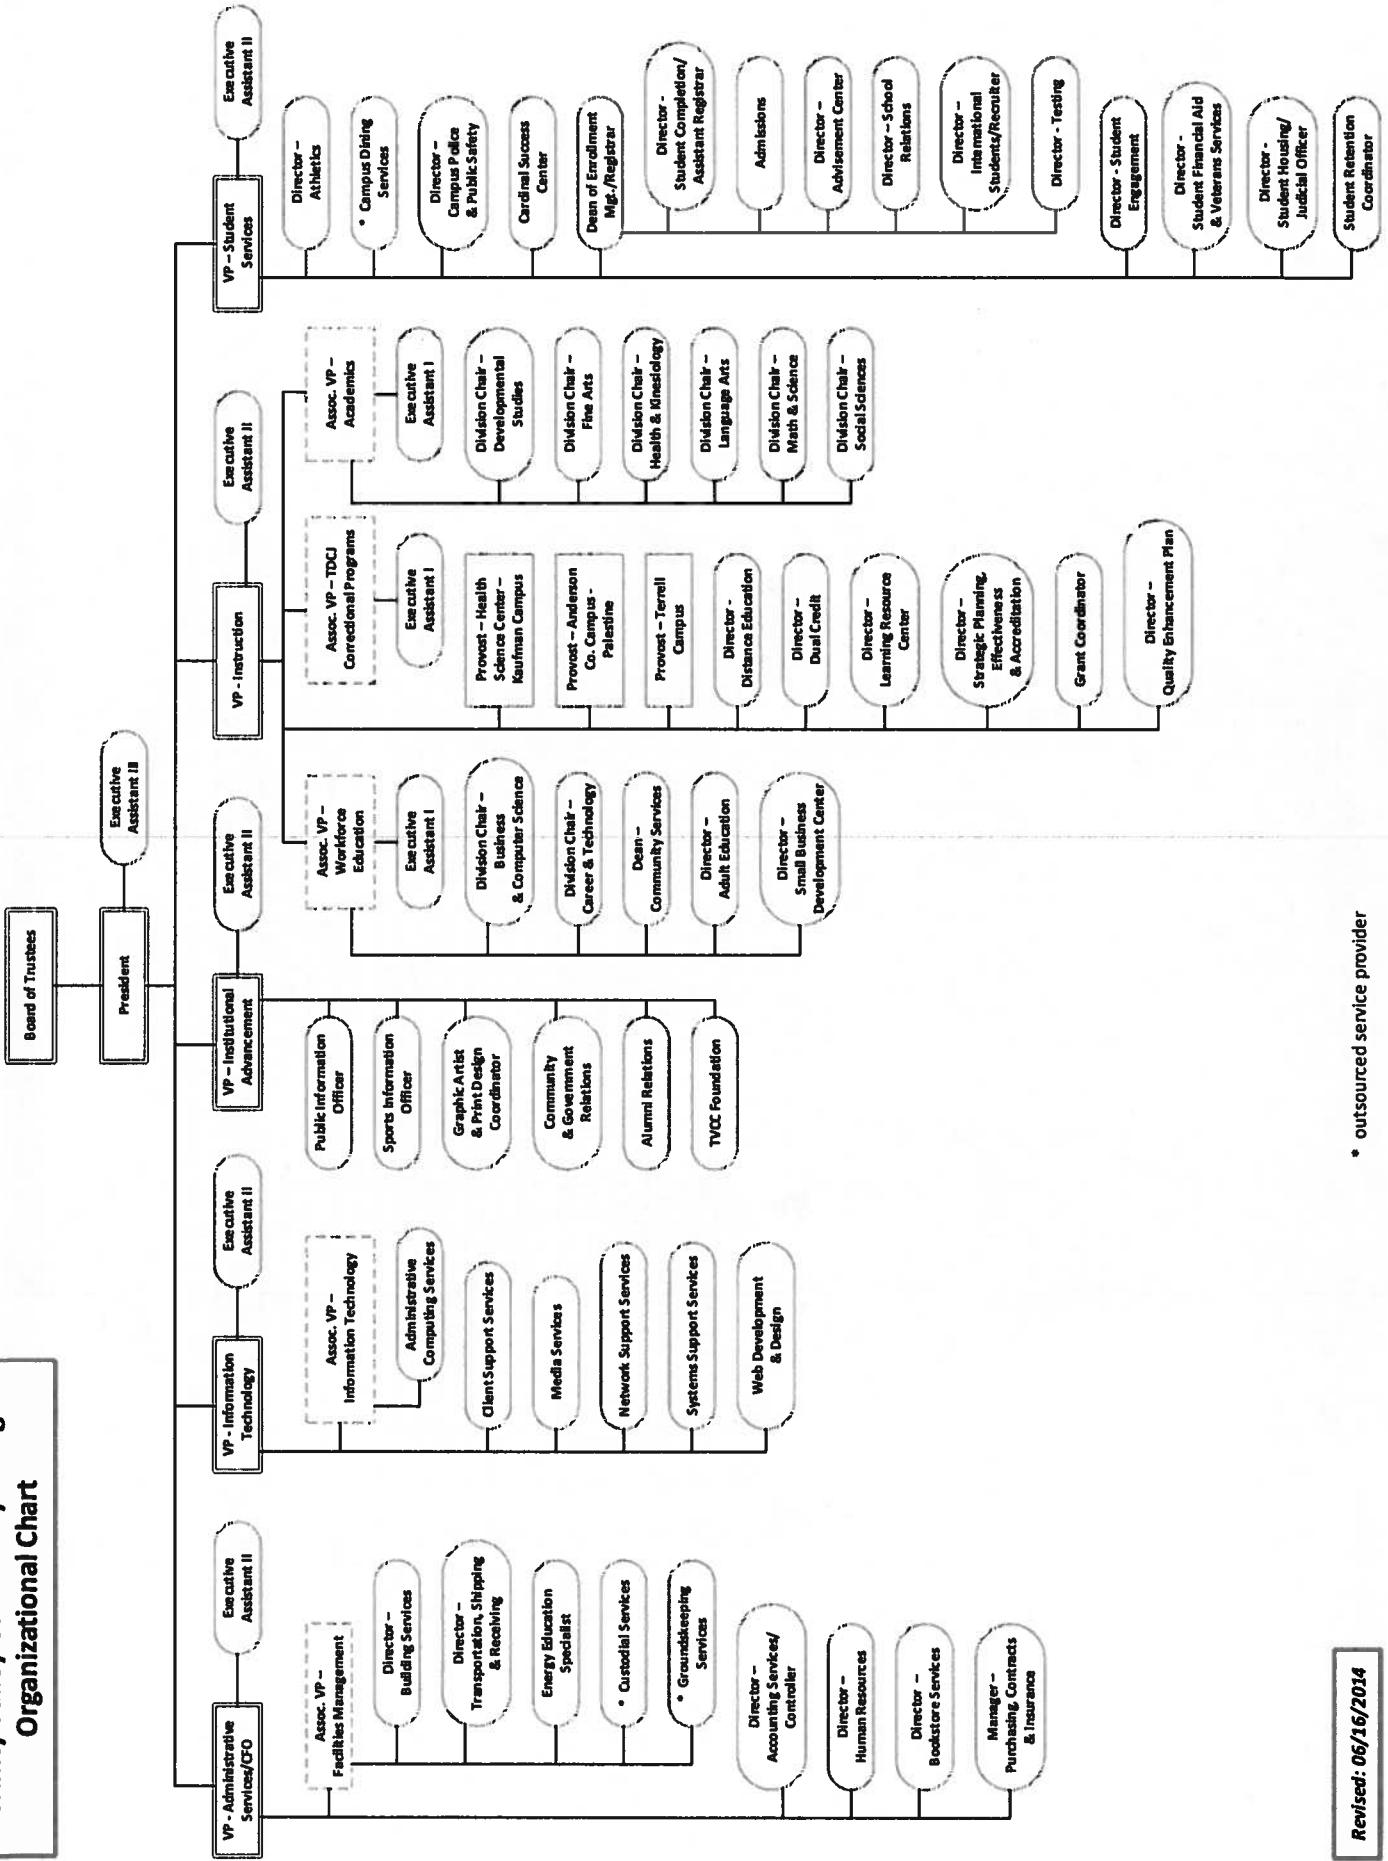 Organizational Chart
Board of Trustees
President
Executive
Assistant III
VP - Administrative
Services/CFO
Executive
Assistant II
Assoc. VP –
Facilities Management
Director –
Building Services
Director –
Transportation, Shipping
& Receiving
Energy Education
Specialist
* Custodial Services
* Groundskeeping
Services
Director –
Accounting Services/
Controller
Director –
Human Resources
Director –
Bookstore Services
Manager –
Purchasing, Contracts
& Insurance
VP - Information
Technology
Executive
Assistant II
Assoc. VP –
Information Technology
Administrative
Computing Services
Client Support Services
Media Services
Network Support Services
Systems Support Services
Web Development
& Design
VP – Institutional
Advancement
Executive
Assistant II
Public Information
Officer
Sports Information
Officer
Graphic Artist
& Print Design
Coordinator
Community
& Government
Relations
Alumni Relations
TVCC Foundation
VP - Instruction
Executive
Assistant II
Assoc. VP –
Workforce
Education
Executive
Assistant I
Division Chair –
Business
& Computer Science
Division Chair –
Career & Technology
Dean –
Community Services
Director –
Adult Education
Director –
Small Business
Development Center
Assoc. VP – TDCJ
Correctional Programs
Executive
Assistant I
Provost – Health
Science Center –
Kaufman Campus
Provost – Anderson
Co. Campus -
Palestine
Provost – Terrell
Campus
Director -
Distance Education
Director –
Dual Credit
Director –
Learning Resource
Center
Director –
Strategic Planning,
Effectiveness
& Accreditation
Grant Coordinator
Director –
Quality Enhancement Plan
Assoc. VP –
Academics
Executive
Assistant I
Division Chair –
Developmental
Studies
Division Chair –
Fine Arts
Division Chair –
Health & Kinesiology
Division Chair –
Language Arts
Division Chair –
Math & Science
Division Chair –
Social Sciences
VP – Student
Services
Executive
Assistant II
Director –
Athletics
* Campus Dining
Services
Director –
Campus Police
& Public Safety
Cardinal Success
Center
Dean of Enrollment
Mgt./Registrar
Director -
Student Completion/
Assistant Registrar
Admissions
Director –
Advisement Center
Director – School
Relations
Director –
International
Students/Recruiter
Director - Testing
Director - Student
Engagement
Director -
Student Financial Aid
& Veterans Services
Director -
Student Housing/
Judicial Officer
Student Retention
Coordinator
Revised: 06/16/2014
* outsourced service provider